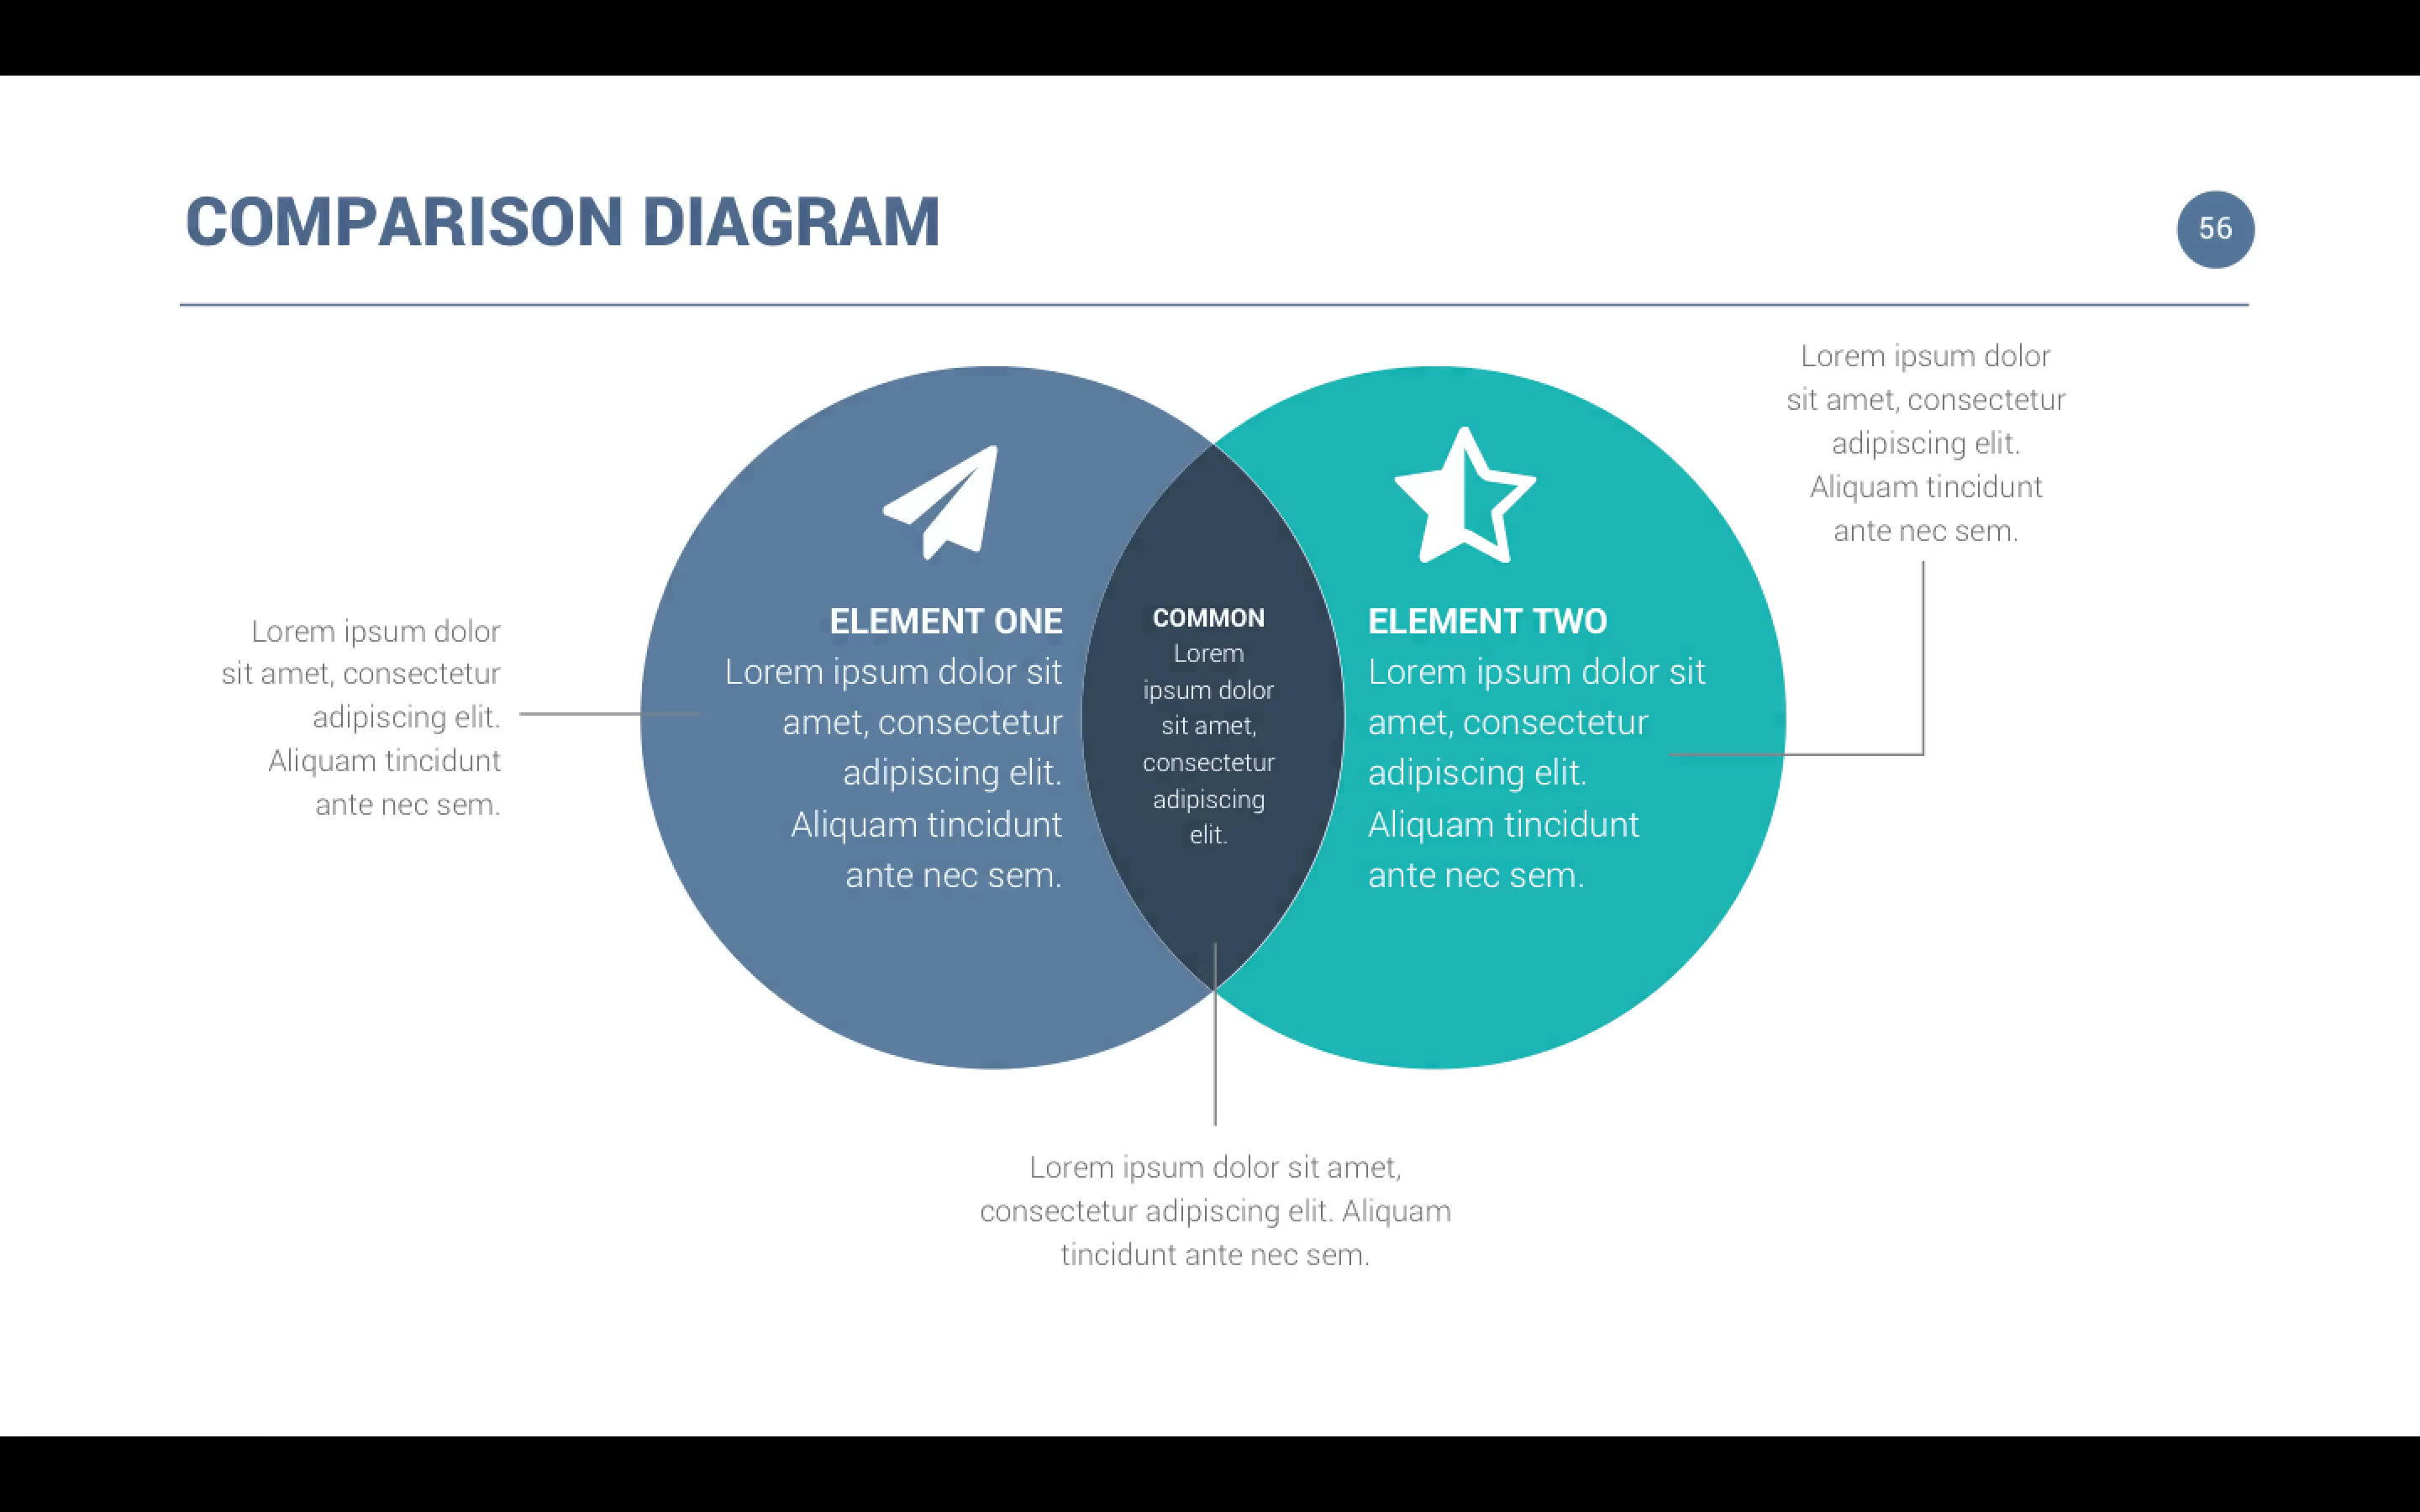 COMPARISON DIAGRAM
56
Lorem ipsum dolor
sit amet, consectetur
adipiscing elit.
Aliquam tincidunt
ante nec sem.
ELEMENT ONE
Lorem ipsum dolor sit
amet, consectetur
adipiscing elit.
Aliquam tincidunt
ante nec sem.
COMMON
Lorem
ipsum dolor
sit amet,
consectetur
adipiscing
elit.
ELEMENT TWO
Lorem ipsum dolor sit
amet, consectetur
adipiscing elit.
Aliquam tincidunt
ante nec sem.
Lorem ipsum dolor
sit amet, consectetur
adipiscing elit.
Aliquam tincidunt
ante nec sem.
Lorem ipsum dolor sit amet,
consectetur adipiscing elit. Aliquam
tincidunt ante nec sem.